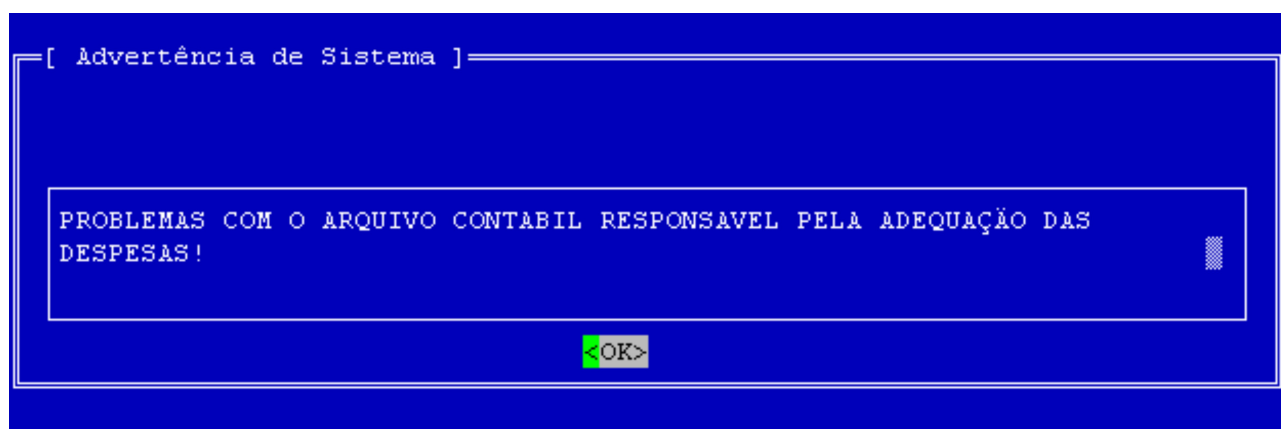 [ Advertência de Sistema ]
PROBLEMAS COM O ARQUIVO CONTABIL RESPONSAVEL PELA ADEQUAÇÃO DAS
DESPESAS!
<OK>